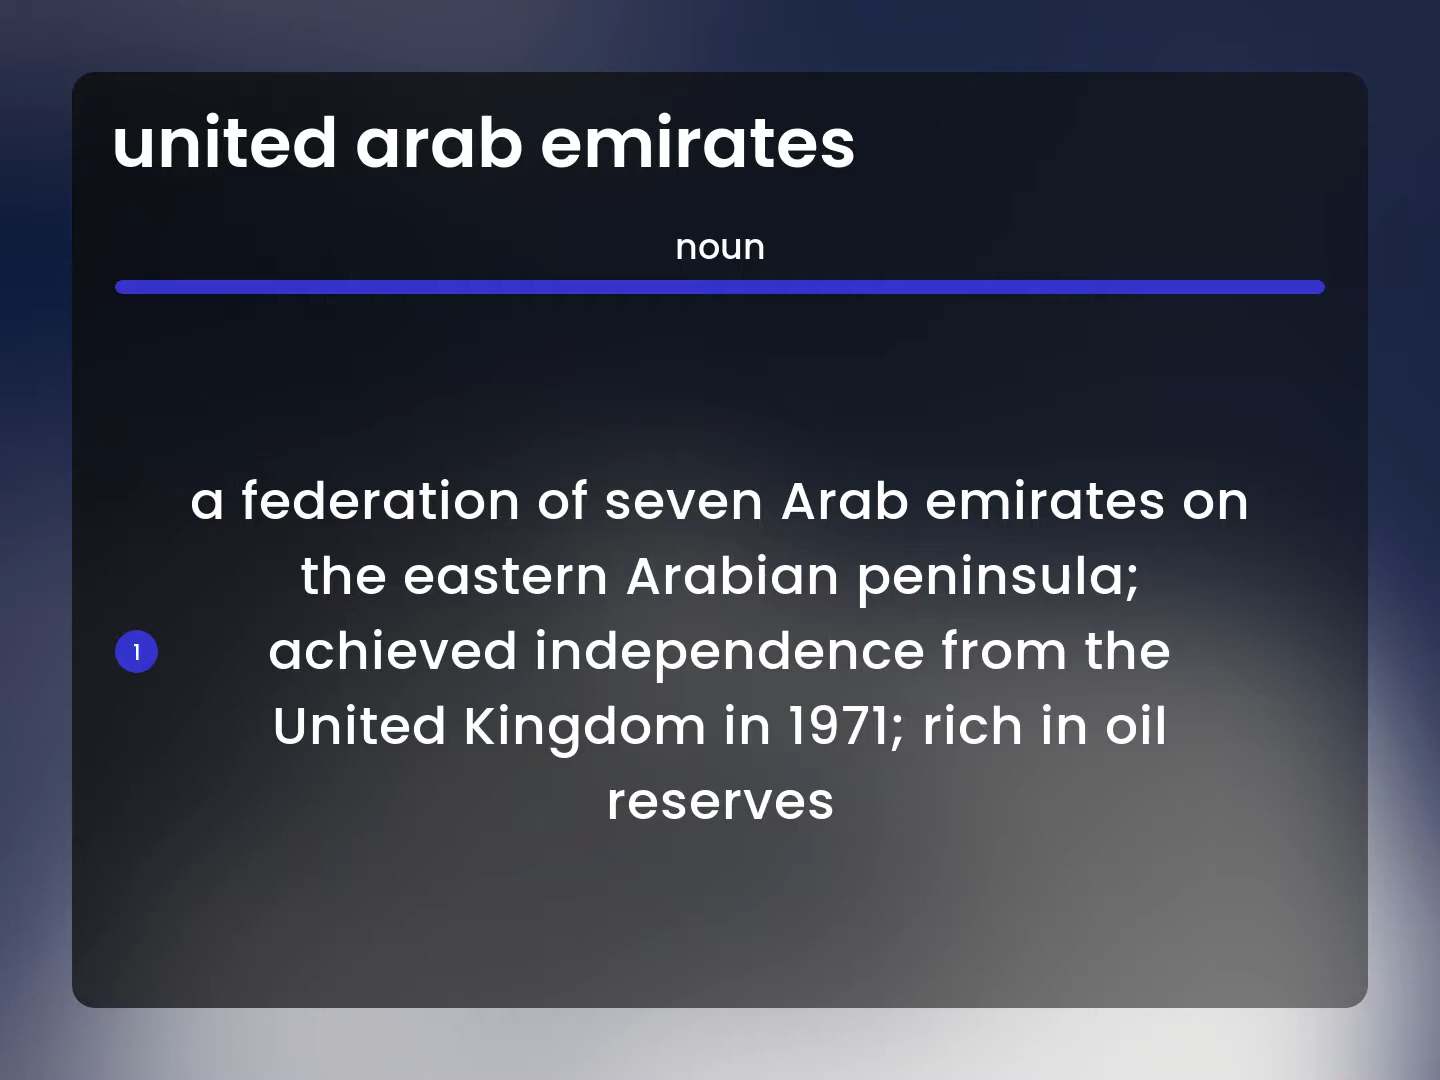 united arab emirates
noun
a federation of seven Arab emirates on
the eastern Arabian peninsula;
1 achieved independence from the
United Kingdom in 1971; rich in oil
reserves